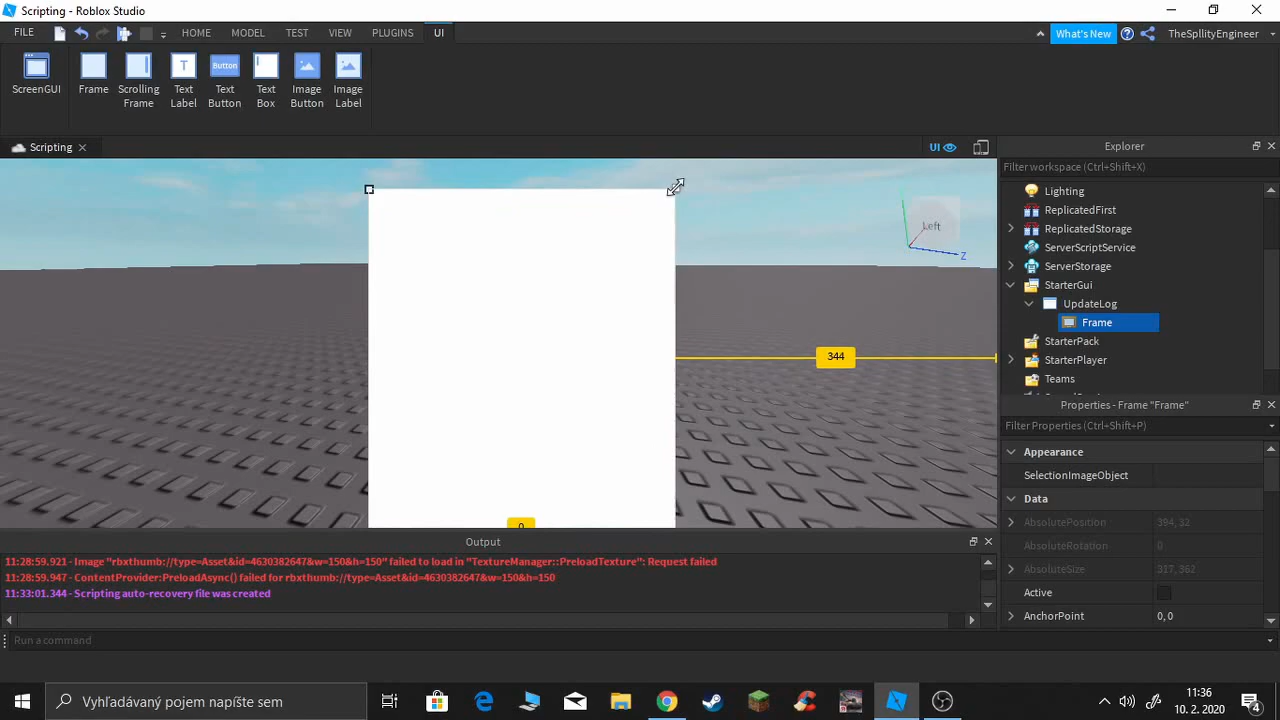 Scripting - Roblox Studio
FILE HOME MODEL TEST VIEW PLUGINS UI What's New TheSpllityEngineer
ScreenGUI Frame Scrolling Frame Text Label Text Button Button Text Box Image Button Image Label
Scripting UI
Left
Z
344
0
Explorer
Filter workspace (Ctrl+Shift+X)
Lighting
ReplicatedFirst
ReplicatedStorage
ServerScriptService
ServerStorage
StarterGui
UpdateLog
Frame
StarterPack
StarterPlayer
Teams
Properties - Frame "Frame"
Filter Properties (Ctrl+Shift+P)
Appearance
SelectionImageObject
Data
AbsolutePosition 394, 32
AbsoluteRotation 0
AbsoluteSize 317, 362
Active
AnchorPoint 0, 0
Output
11:28:59.921 - Image "rbxthumb://type=Asset&id=4630382647&w=150&h=150" failed to load in "TextureManager::PreloadTexture": Request failed
11:28:59.947 - ContentProvider:PreloadAsync() failed for rbxthumb://type=Asset&id=4630382647&w=150&h=150
11:33:01.344 - Scripting auto-recovery file was created
Run a command
Vyhľadávaný pojem napíšte sem
11:36
10. 2. 2020
4